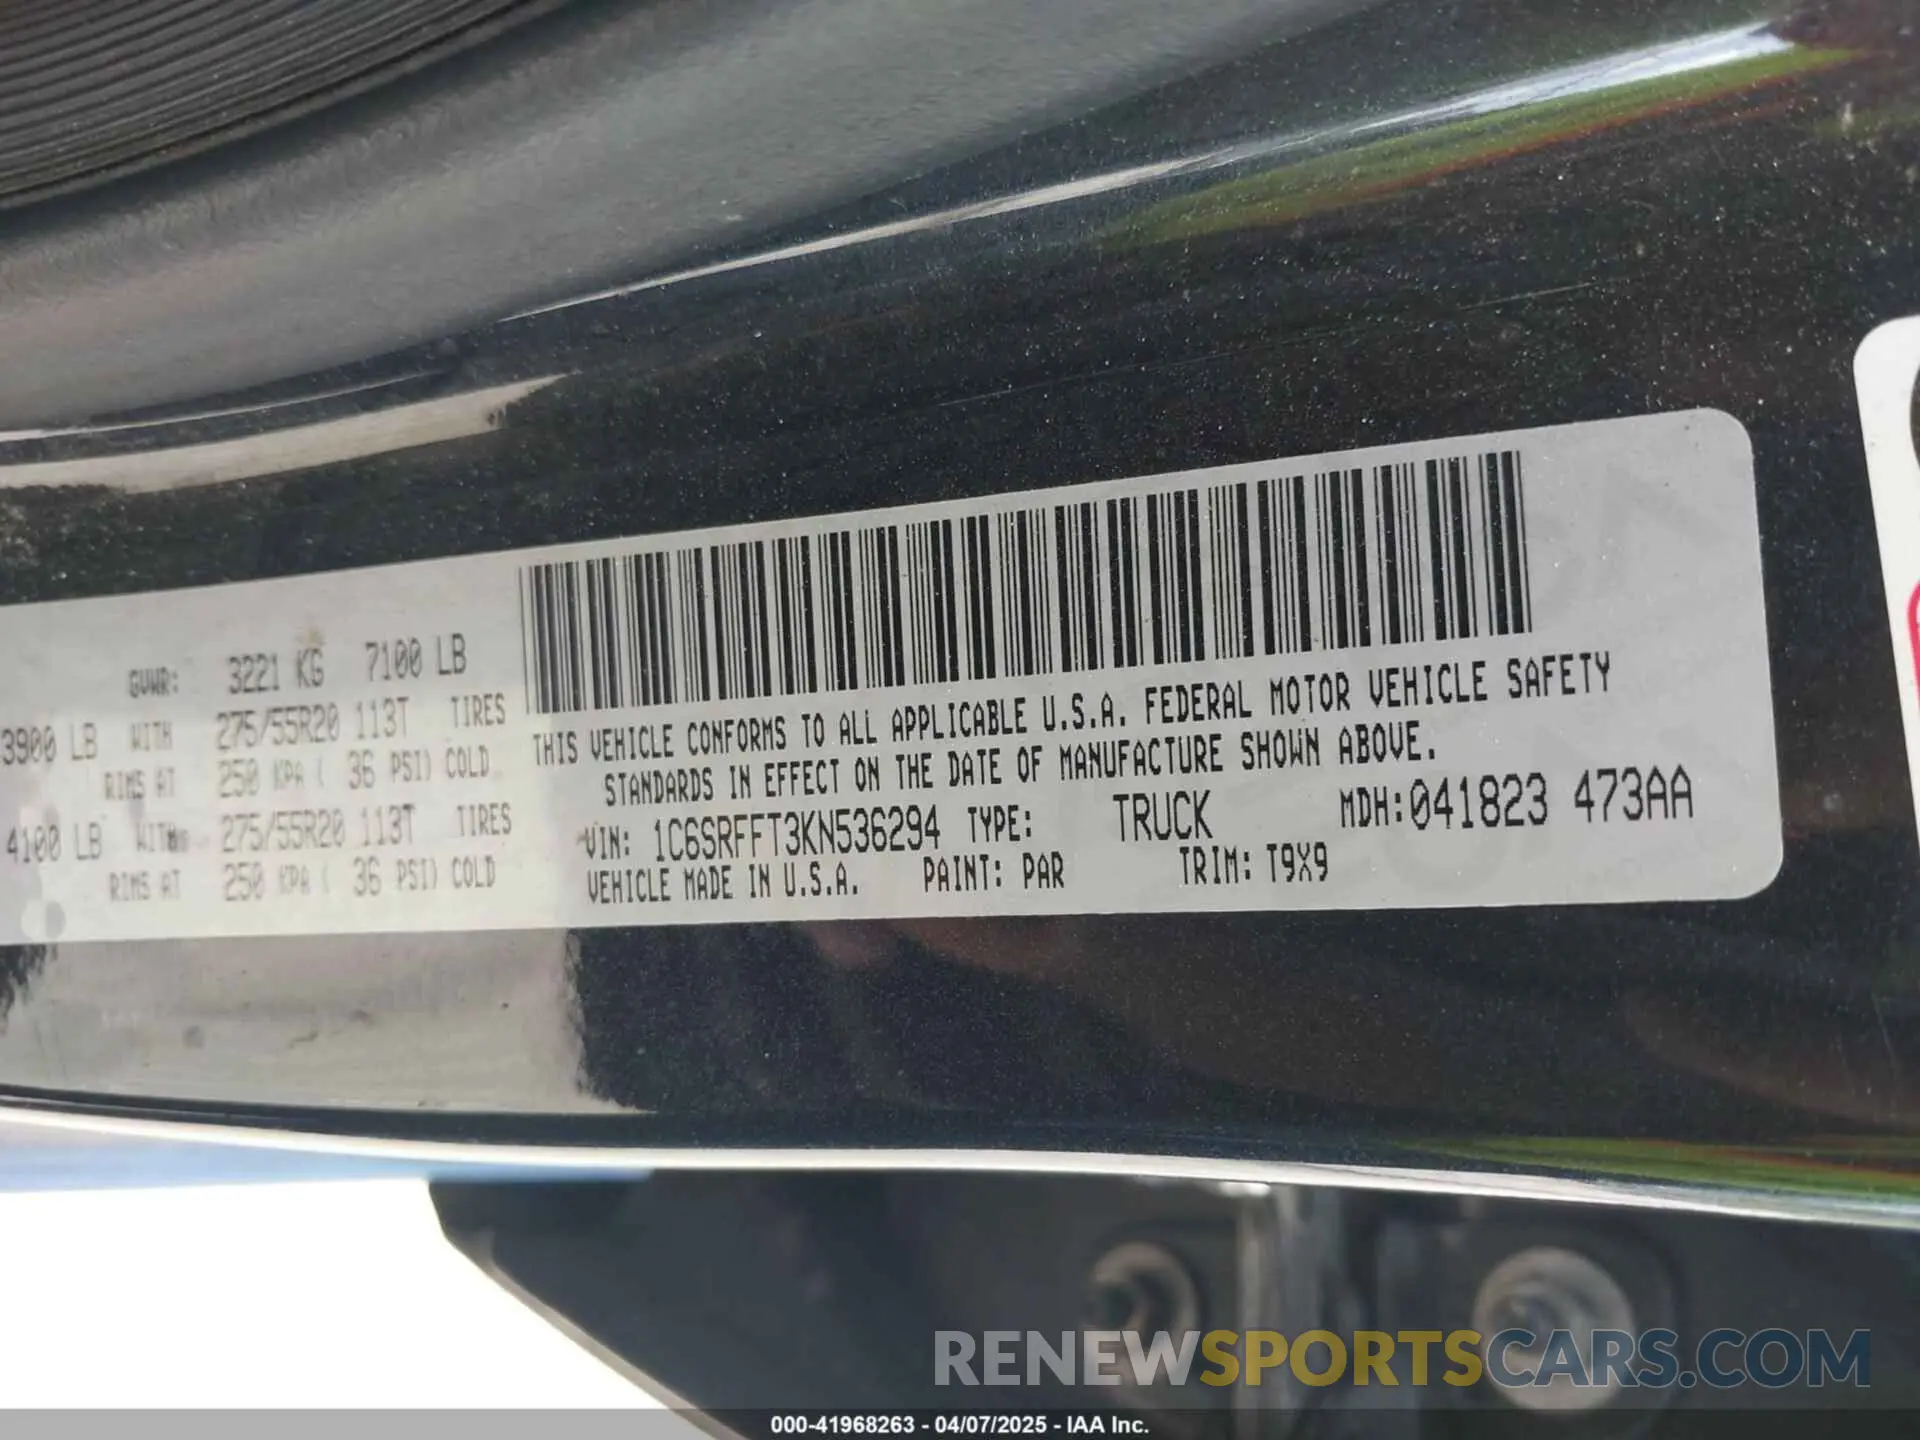 GVWR: 3221 KG 7100 LB
3900 LB WITH 275/55R20 113T TIRES
RIMS AT 250 KPA ( 36 PSI) COLD
4100 LB WITH 275/55R20 113T TIRES
RIMS AT 250 KPA ( 36 PSI) COLD
THIS VEHICLE CONFORMS TO ALL APPLICABLE U.S.A. FEDERAL MOTOR VEHICLE SAFETY
STANDARDS IN EFFECT ON THE DATE OF MANUFACTURE SHOWN ABOVE.
VIN: 1C6SRFFT3KN536294 TYPE: TRUCK MDH:041823 473AA
VEHICLE MADE IN U.S.A. PAINT: PAR TRIM: T9X9
RENEWSPORTSCARS.COM
000-41968263 - 04/07/2025 - IAA Inc.